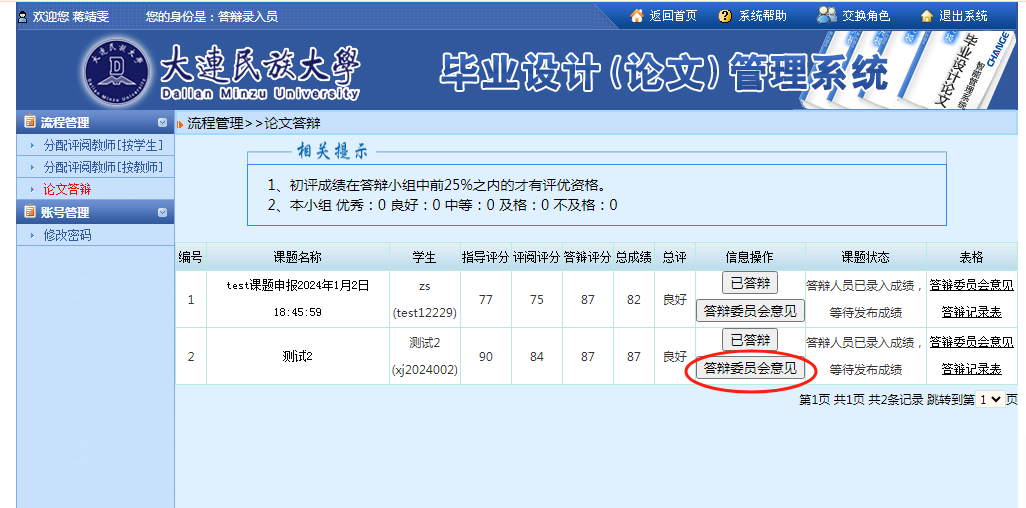 欢迎您 蒋靖雯 您的身份是：答辩录入员 返回首页 系统帮助 交换角色 退出系统
大連民族大學
Dalian Minzu University
毕业设计(论文)管理系统
毕业设计论文
智能管理系统
CHANGE
流程管理
分配评阅教师[按学生]
分配评阅教师[按教师]
论文答辩
账号管理
修改密码
流程管理>>论文答辩
相关提示
1、初评成绩在答辩小组中前25%之内的才有评优资格。
2、本小组 优秀：0 良好：0 中等：0 及格：0 不及格：0
编号 课题名称 学生 指导评分 评阅评分 答辩评分 总成绩 总评 信息操作 课题状态 表格
1 test课题申报2024年1月2日 18:45:59 zs (test12229) 77 75 87 82 良好 已答辩 答辩委员会意见 答辩人员已录入成绩，等待发布成绩 答辩委员会意见 答辩记录表
2 测试2 测试2 (xj2024002) 90 84 87 87 良好 已答辩 答辩委员会意见 答辩人员已录入成绩，等待发布成绩 答辩委员会意见 答辩记录表
第1页 共1页 共2条记录 跳转到第 1 页